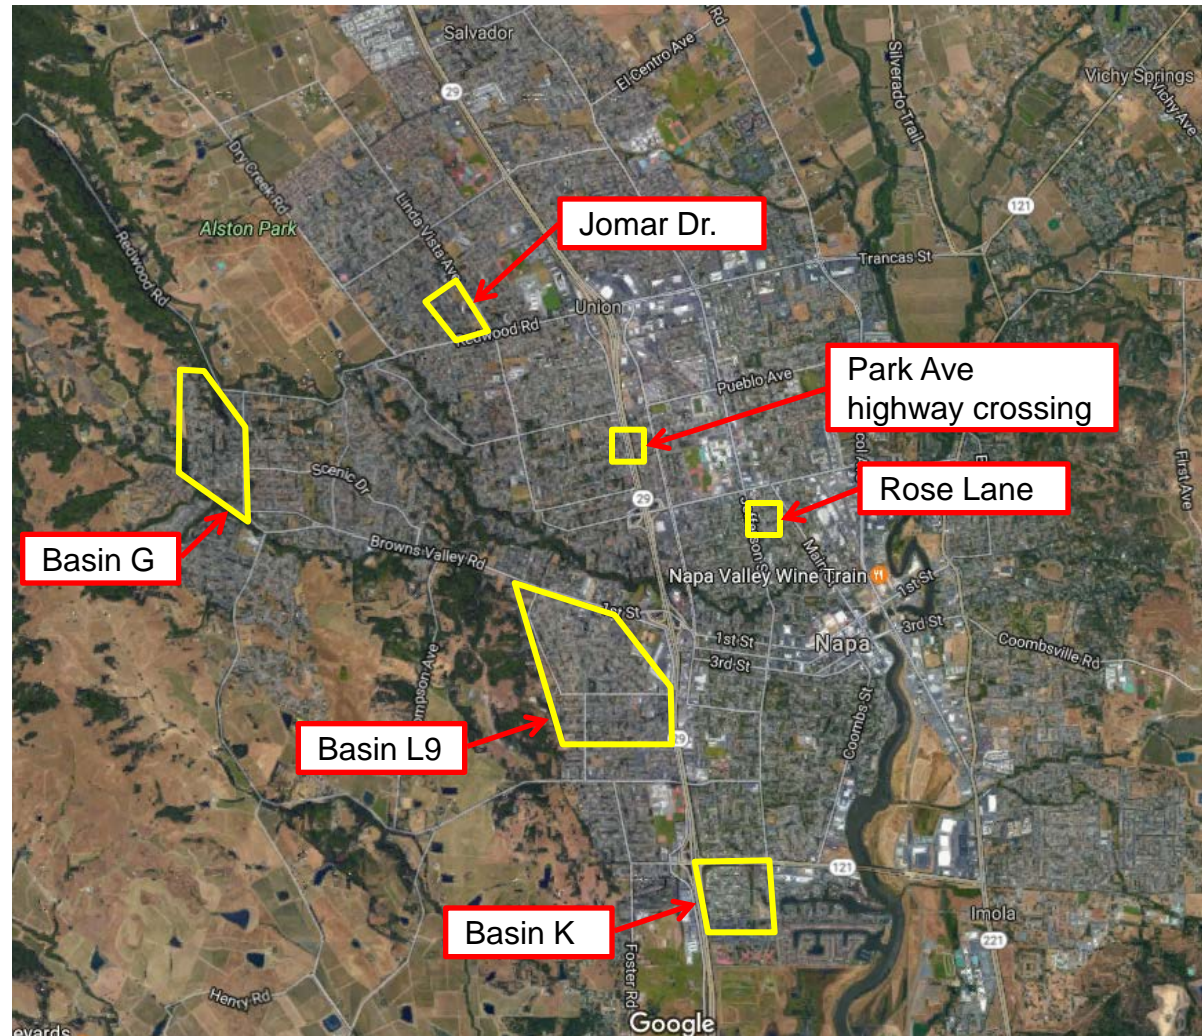 Salvador
El Centro Ave
Silverado Trail
Vichy Springs
Vichy Ave
29
Dry Creek Rd
Linda Vista Ave
121
Alston Park
Redwood Rd
Jomar Dr.
Trancas St
Union
Redwood Rd
Park Ave
highway crossing
Pueblo Ave
First Ave
Scenic Dr
29
Rose Lane
Basin G
Browns Valley Rd
Main St
Napa Valley Wine Train
1st St
1st St
1st St
3rd St
3rd St
Napa
Coombsville Rd
Coombs St
Basin L9
29
121
Basin K
Imola
221
Foster Rd
Henry Rd
Google
eyards